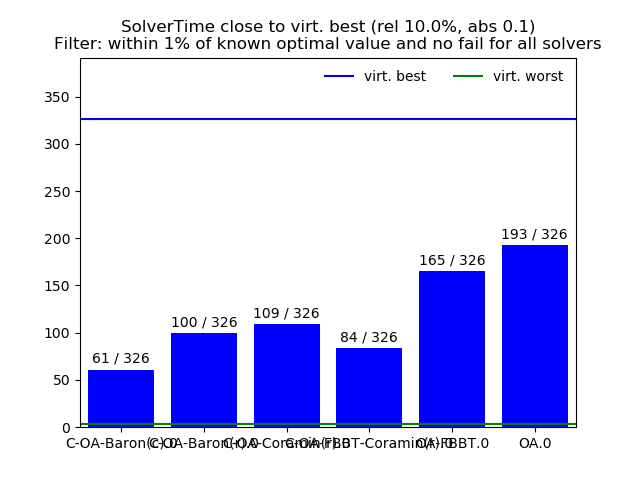 SolverTime close to virt. best (rel 10.0%, abs 0.1)
Filter: within 1% of known optimal value and no fail for all solvers
virt. best virt. worst
350
300
250
200
150
100
50
0
193 / 326
165 / 326
109 / 326
100 / 326
84 / 326
61 / 326
OA.0